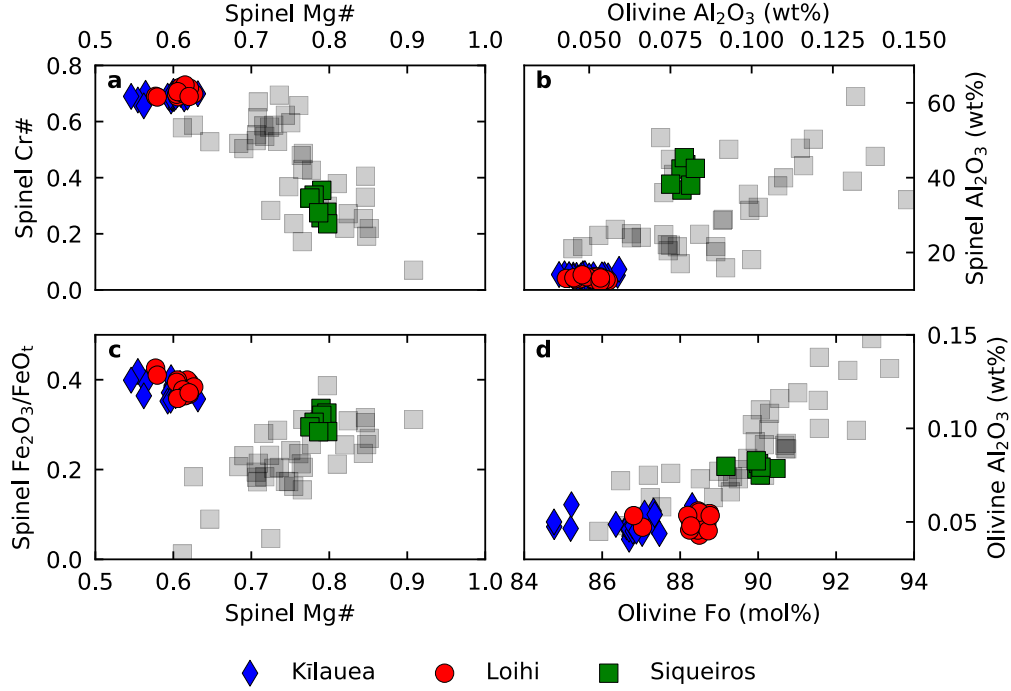 Spinel Mg#
Olivine Al₂O₃ (wt%)
0.5 0.6 0.7 0.8 0.9 1.0
0.050 0.075 0.100 0.125 0.150
0.8
0.6
0.4
0.2
0.0
Spinel Cr#
a
b
60
40
20
Spinel Al₂O₃ (wt%)
0.4
0.2
0.0
Spinel Fe₂O₃/FeOₜ
c
d
0.15
0.10
0.05
Olivine Al₂O₃ (wt%)
0.5 0.6 0.7 0.8 0.9 1.0
84 86 88 90 92 94
Spinel Mg#
Olivine Fo (mol%)
Kīlauea Loihi Siqueiros